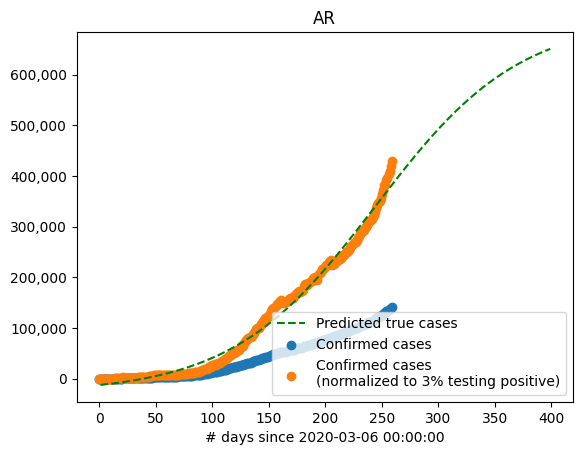 AR
600,000
500,000
400,000
300,000
200,000
100,000
0
Predicted true cases
Confirmed cases
Confirmed cases
(normalized to 3% testing positive)
0 50 100 150 200 250 300 350 400
# days since 2020-03-06 00:00:00